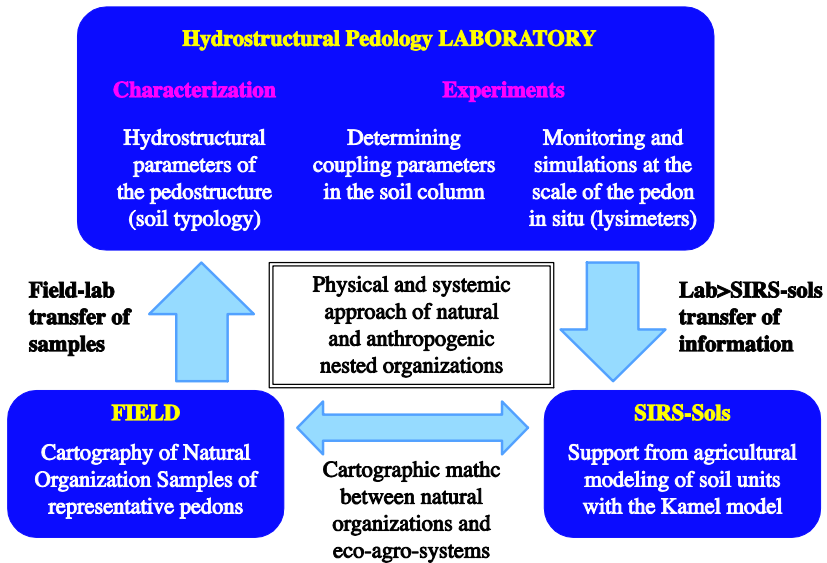 Hydrostructural Pedology LABORATORY
Characterization
Hydrostructural
parameters of
the pedostructure
(soil typology)
Experiments
Determining
coupling parameters
in the soil column
Monitoring and
simulations at the
scale of the pedon
in situ (lysimeters)
Field-lab
transfer of
samples
Physical and systemic
approach of natural
and anthropogenic
nested organizations
Lab>SIRS-sols
transfer of
information
FIELD
Cartography of Natural
Organization Samples of
representative pedons
Cartographic mathc
between natural
organizations and
eco-agro-systems
SIRS-Sols
Support from agricultural
modeling of soil units
with the Kamel model